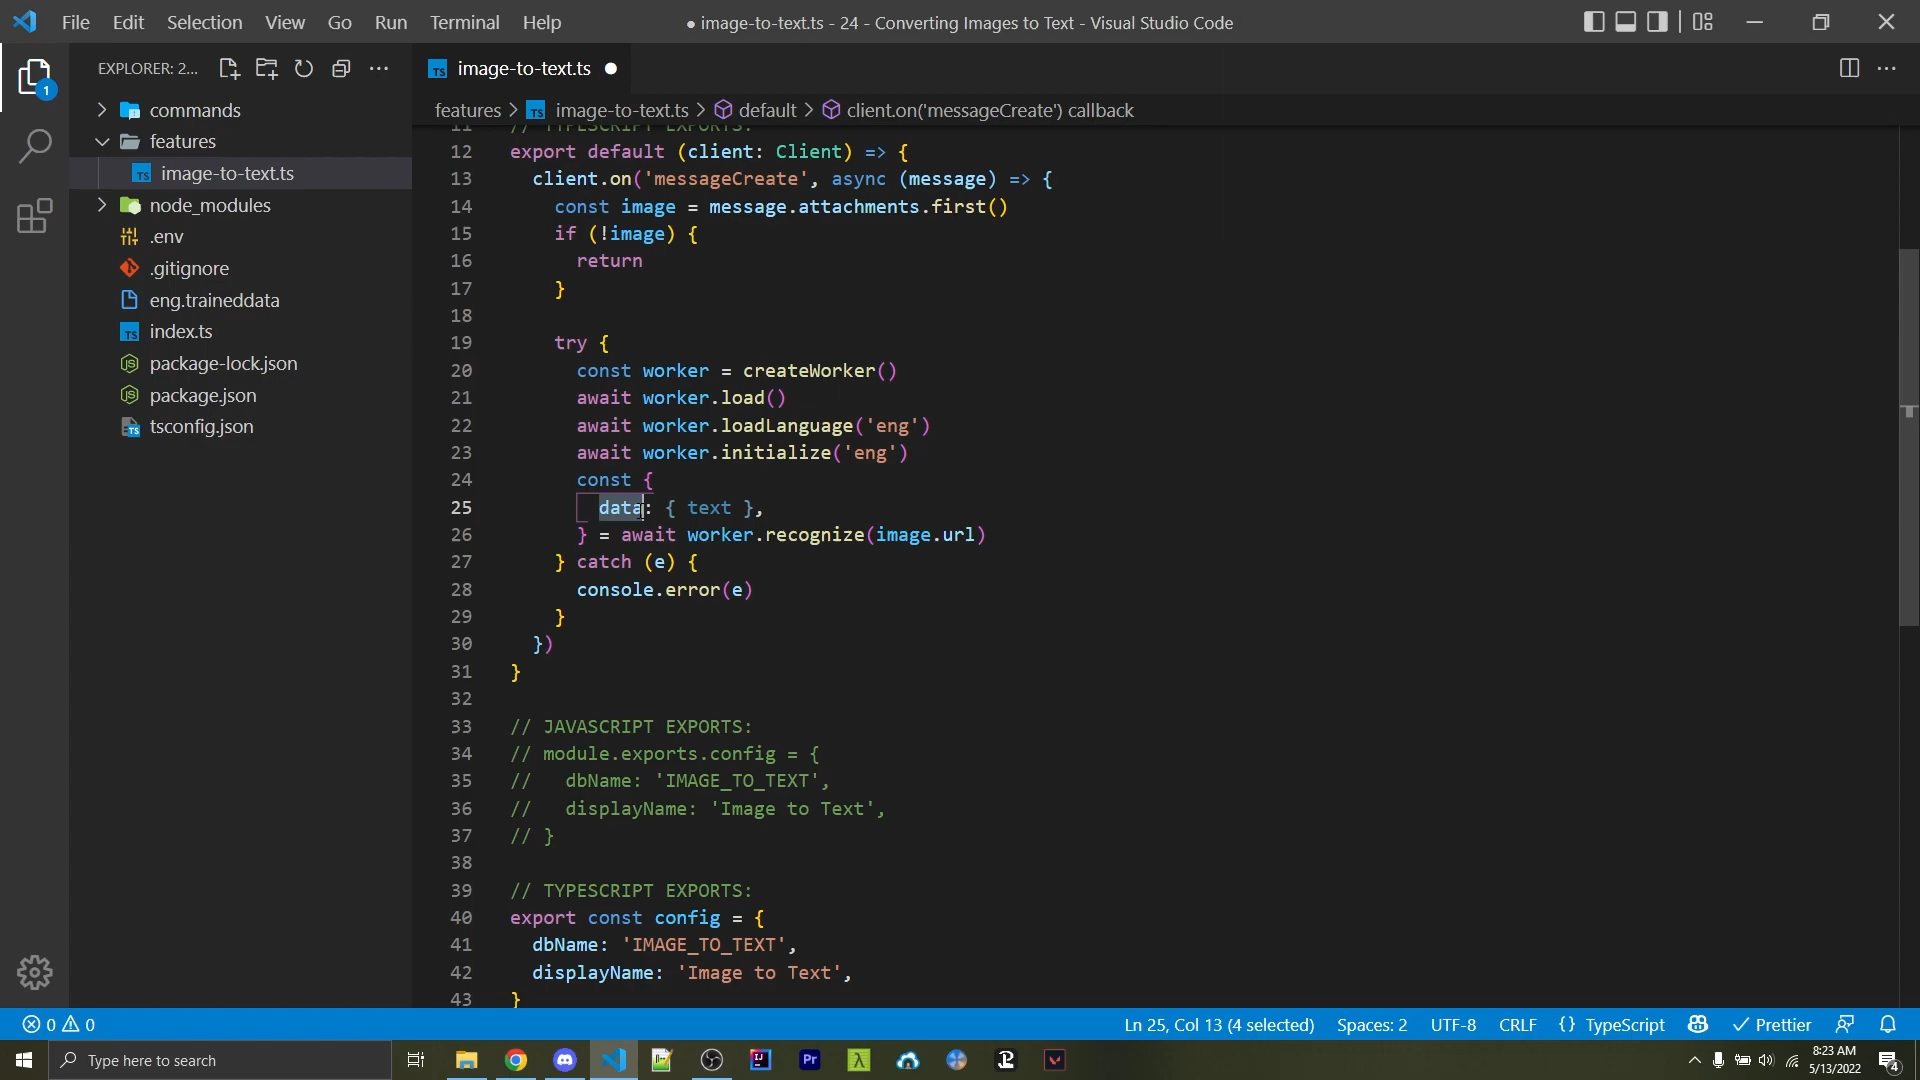 File Edit Selection View Go Run Terminal Help
● image-to-text.ts - 24 - Converting Images to Text - Visual Studio Code
EXPLORER: 2...
commands
features
image-to-text.ts
node_modules
.env
.gitignore
eng.traineddata
index.ts
package-lock.json
package.json
tsconfig.json
1
TS image-to-text.ts ●
features > TS image-to-text.ts > default > client.on('messageCreate') callback
11 // TYPESCRIPT EXPORTS:
12 export default (client: Client) => {
13 client.on('messageCreate', async (message) => {
14 const image = message.attachments.first()
15 if (!image) {
16 return
17 }
18
19 try {
20 const worker = createWorker()
21 await worker.load()
22 await worker.loadLanguage('eng')
23 await worker.initialize('eng')
24 const {
25 data: { text },
26 } = await worker.recognize(image.url)
27 } catch (e) {
28 console.error(e)
29 }
30 })
31 }
32
33 // JAVASCRIPT EXPORTS:
34 // module.exports.config = {
35 // dbName: 'IMAGE_TO_TEXT',
36 // displayName: 'Image to Text',
37 // }
38
39 // TYPESCRIPT EXPORTS:
40 export const config = {
41 dbName: 'IMAGE_TO_TEXT',
42 displayName: 'Image to Text',
43 }
0 0
Ln 25, Col 13 (4 selected) Spaces: 2 UTF-8 CRLF {} TypeScript Prettier
Type here to search
8:23 AM
5/13/2022
4